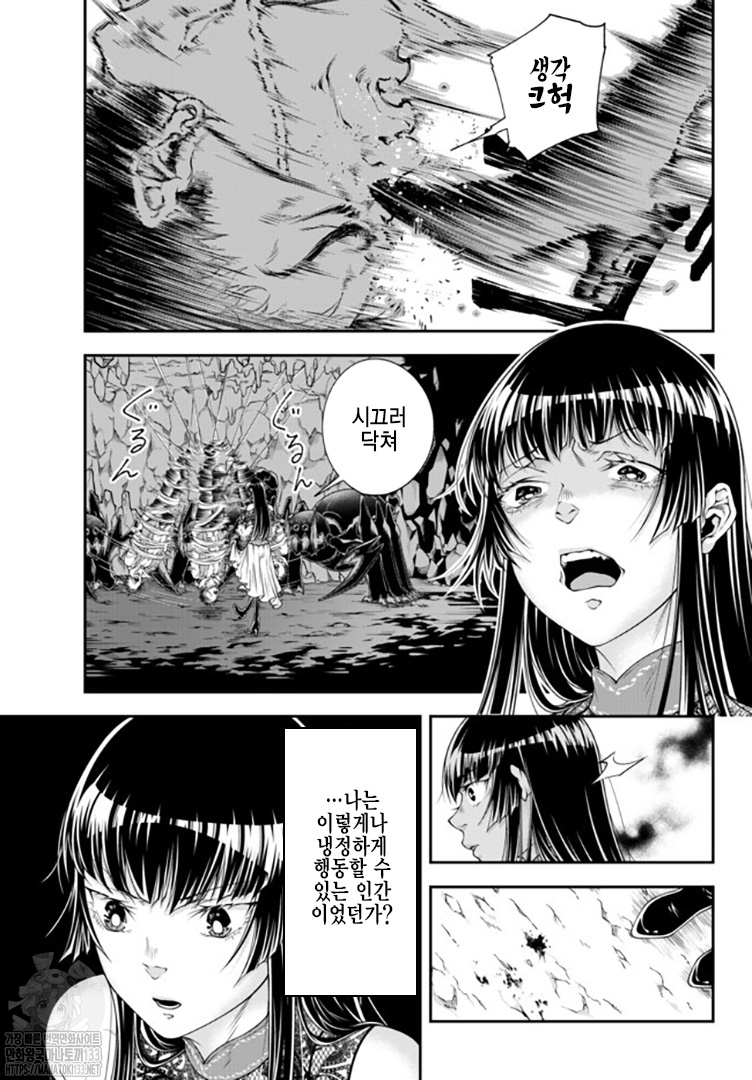 생각
크헉
시끄러
닥쳐
ぐるん
ぐるん
…나는
이렇게나
냉정하게
행동할 수
있는 인간
이었던가?
가장 빠른 번역만화사이트
만화왕국마나토끼133
HTTPS://MANATOKI133.NET